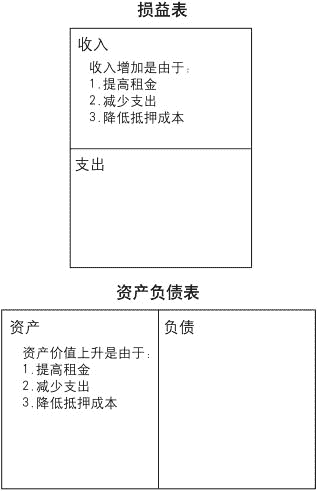 损益表
收入
收入增加是由于:
1.提高租金
2.减少支出
3.降低抵押成本
支出
资产负债表
资产
资产价值上升是由于:
1.提高租金
2.减少支出
3.降低抵押成本
负债